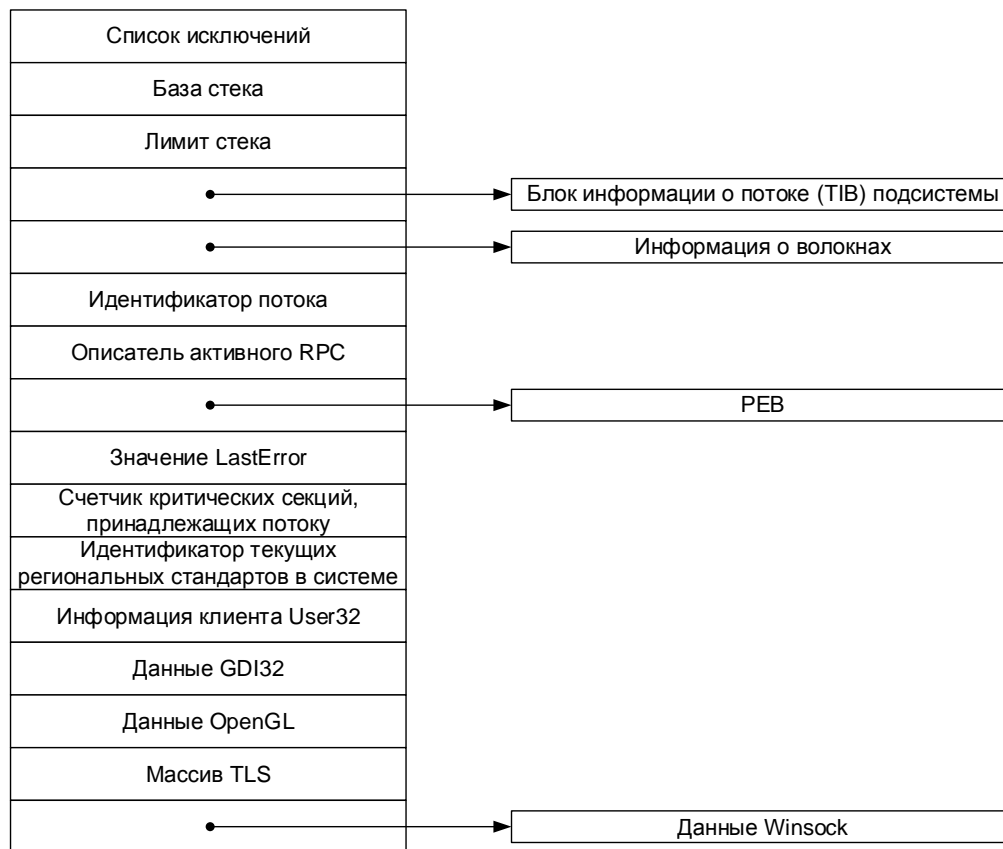 Список исключений
База стека
Лимит стека
Блок информации о потоке (TIB) подсистемы
Информация о волокнах
Идентификатор потока
Описатель активного RPC
PEB
Значение LastError
Счетчик критических секций,
принадлежащих потоку
Идентификатор текущих
региональных стандартов в системе
Информация клиента User32
Данные GDI32
Данные OpenGL
Массив TLS
Данные Winsock